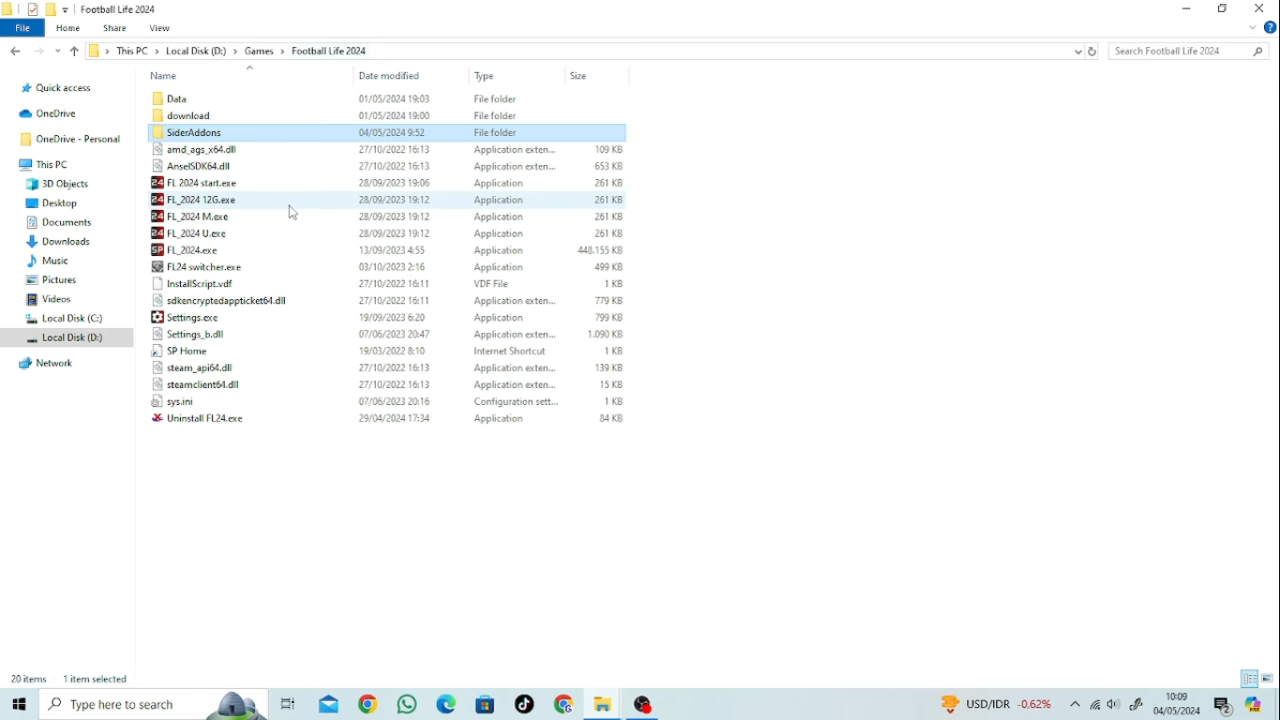 Football Life 2024
File Home Share View
This PC Local Disk (D:) Games Football Life 2024 Search Football Life 2024
Name Date modified Type Size
Quick access
OneDrive
OneDrive - Personal
This PC
3D Objects
Desktop
Documents
Downloads
Music
Pictures
Videos
Local Disk (C:)
Local Disk (D:)
Network
Data 01/05/2024 19:03 File folder
download 01/05/2024 19:00 File folder
SiderAddons 04/05/2024 9:52 File folder
amd_ags_x64.dll 27/10/2022 16:13 Application exten... 109 KB
AnselSDK64.dll 27/10/2022 16:13 Application exten... 653 KB
FL 2024 start.exe 28/09/2023 19:06 Application 261 KB
FL_2024 12G.exe 28/09/2023 19:12 Application 261 KB
FL_2024 M.exe 28/09/2023 19:12 Application 261 KB
FL_2024 U.exe 28/09/2023 19:12 Application 261 KB
FL_2024.exe 13/09/2023 4:55 Application 448.155 KB
FL24 switcher.exe 03/10/2023 2:16 Application 499 KB
InstallScript.vdf 27/10/2022 16:11 VDF File 1 KB
sdkencryptedappticket64.dll 27/10/2022 16:11 Application exten... 779 KB
Settings.exe 19/09/2023 6:20 Application 799 KB
Settings_b.dll 07/06/2023 20:47 Application exten... 1.090 KB
SP Home 19/03/2022 8:10 Internet Shortcut 1 KB
steam_api64.dll 27/10/2022 16:13 Application exten... 139 KB
steamclient64.dll 27/10/2022 16:13 Application exten... 15 KB
sys.ini 07/06/2023 20:16 Configuration sett... 1 KB
Uninstall FL24.exe 29/04/2024 17:34 Application 84 KB
20 items 1 item selected
Type here to search
USD/IDR -0.62%
10:09
04/05/2024
2